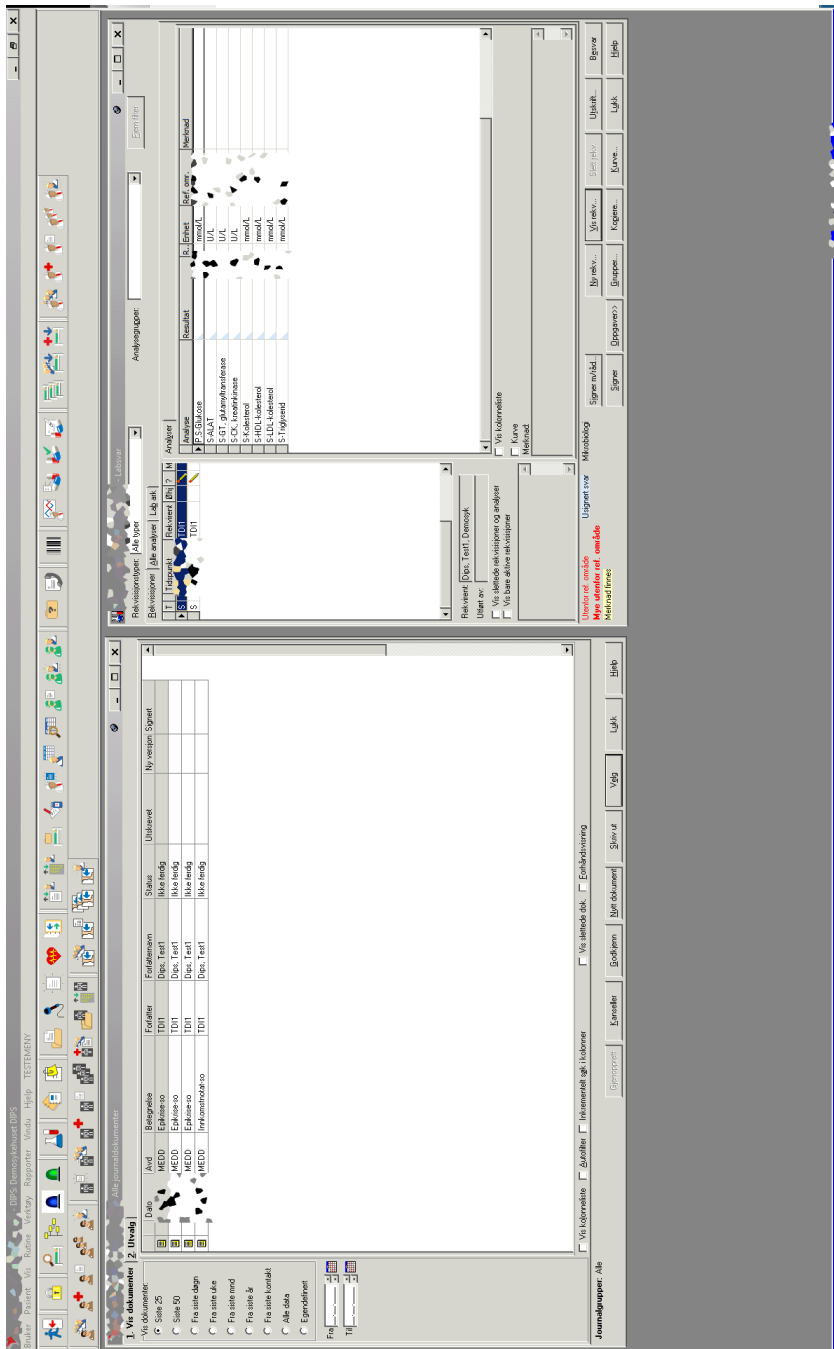 - DIPS: Demosykehuset DIPS
Bruker Pasient Vis Rutine Verktøy Rapporter Vindu Hjelp TESTEMENY
Alle journaldokumenter
1. Vis dokumenter 2. Utvalg
Vis dokumenter:
Siste 25
Siste 50
Fra siste døgn
Fra siste uke
Fra siste mnd
Fra siste år
Fra siste kontakt
Alle data
Egendefinert
Fra
Til
Dato Avd Betegnelse Forfatter Forfatternavn Status Utskrevet Ny versjon Signert
MEDD Epikrise-so TDI1 Dips, Test1 Ikke ferdig
MEDD Epikrise-so TDI1 Dips, Test1 Ikke ferdig
MEDD Epikrise-so TDI1 Dips, Test1 Ikke ferdig
MEDD Innkomstnotat-so TDI1 Dips, Test1 Ikke ferdig
Vis kolonneliste Autofilter Inkrementelt søk i kolonner Vis slettede dok. Forhåndsvisning
Journalgrupper: Alle
Gjenopprett Kanseller Godkjenn Nytt dokument Skriv ut Velg Lukk Hjelp
- Labsvar
Rekvisisjonstyper: Alle typer Analysegrupper: Fjern filter
Rekvisisjoner Alle analyser Lab.ark
T Tidspunkt Rekvirent Øhj ? M
S TDI1
S TDI1
Rekvirent: Dips, Test1, Demosyk
Utført av:
Vis slettede rekvisisjoner og analyser
Vis bare aktive rekvisisjoner
Analyser
Analyse Resultat R... Enhet Ref. omr. Merknad
P,S-Glukose mmol/L
S-ALAT U/L
S-GT, glutamyltransferase U/L
S-CK, kreatinkinase U/L
S-Kolesterol mmol/L
S-HDL-kolesterol mmol/L
S-LDL-kolesterol mmol/L
S-Triglyserid mmol/L
Vis kolonneliste
Kurve
Merknad:
Utenfor ref. område Usignert svar Mikrobiologi
Mye utenfor ref. område
Merknad finnes
Signer m/råd... Ny rekv... Vis rekv... Slett rekv... Utskrift... Besvar
Signer Oppgaver>> Grupper... Kopiere... Kurve... Lukk Hjelp